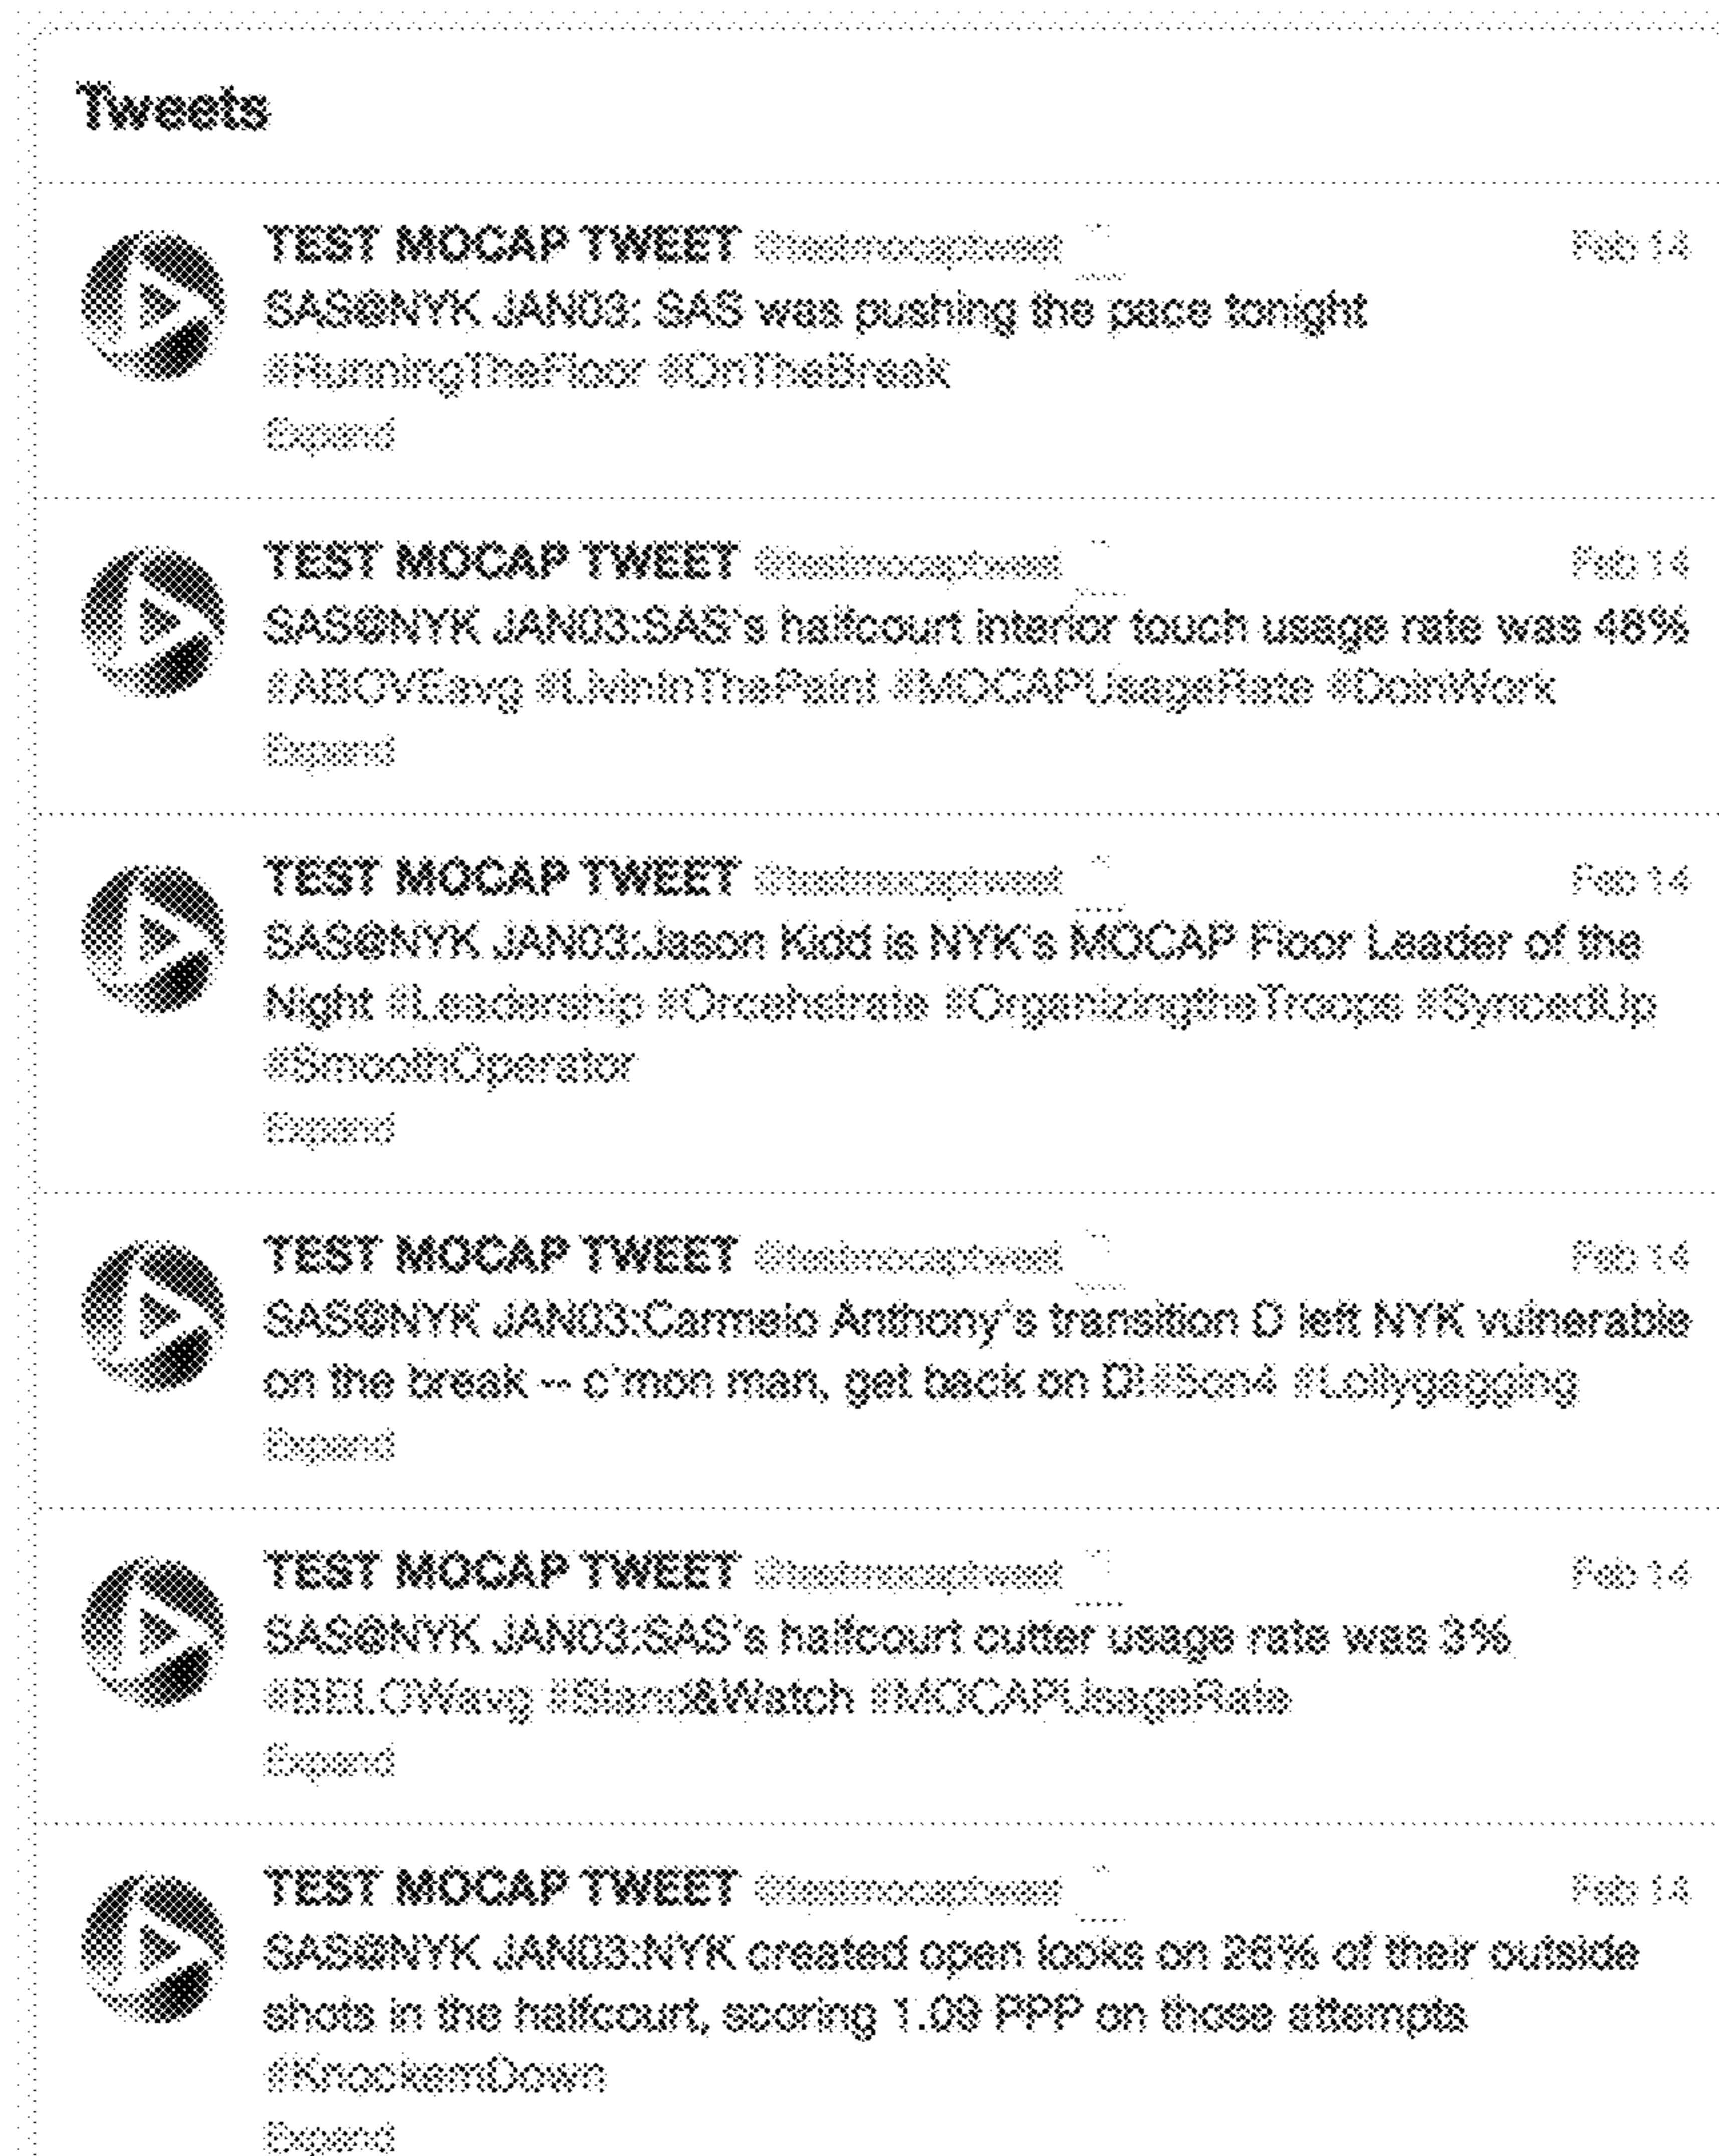 Tweets
TEST MOCAP TWEET @testmocaptweet Feb 14
SAS@NYK JAN03: SAS was pushing the pace tonight
#RunningTheFloor #OnTheBreak
Expand
TEST MOCAP TWEET @testmocaptweet Feb 14
SAS@NYK JAN03:SAS's halfcourt interior touch usage rate was 48%
#ABOVEavg #LivinInThePaint #MOCAPUsageRate #DoinWork
Expand
TEST MOCAP TWEET @testmocaptweet Feb 14
SAS@NYK JAN03:Jason Kidd is NYK's MOCAP Floor Leader of the
Night #Leadership #Orcehstrate #OrganizingtheTroops #SyncedUp
#SmoothOperator
Expand
TEST MOCAP TWEET @testmocaptweet Feb 14
SAS@NYK JAN03:Carmelo Anthony's transition D left NYK vulnerable
on the break -- c'mon man, get back on D! #Lollygagging
Expand
TEST MOCAP TWEET @testmocaptweet Feb 14
SAS@NYK JAN03:SAS's halfcourt cutter usage rate was 3%
#BELOWavg #Stand&Watch #MOCAPUsageRate
Expand
TEST MOCAP TWEET @testmocaptweet Feb 14
SAS@NYK JAN03:NYK created open looks on of their outside
shots in the halfcourt, scoring 1.09 PPP on those attempts
#KnockemDown
Expand